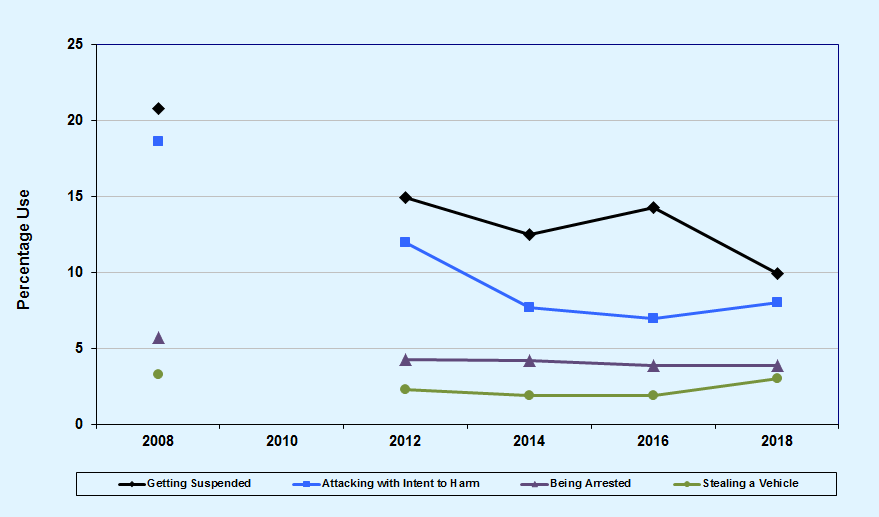 25
20
15
10
5
0
Percentage Use
2008 2010 2012 2014 2016 2018
Getting Suspended Attacking with Intent to Harm Being Arrested Stealing a Vehicle